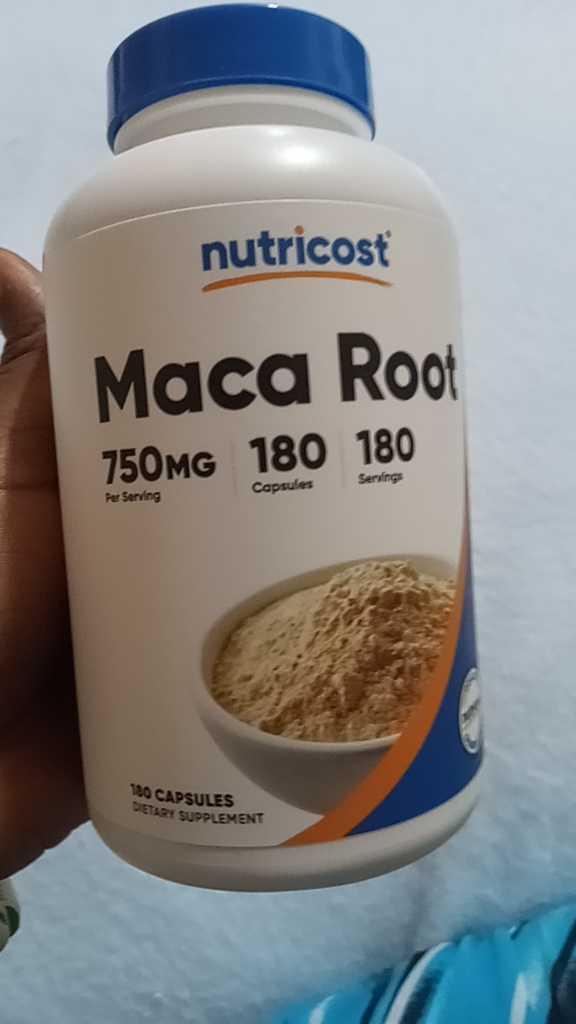 nutricost
Maca Root
750MG
Per Serving
180
Capsules
180
Servings
180 CAPSULES
DIETARY SUPPLEMENT